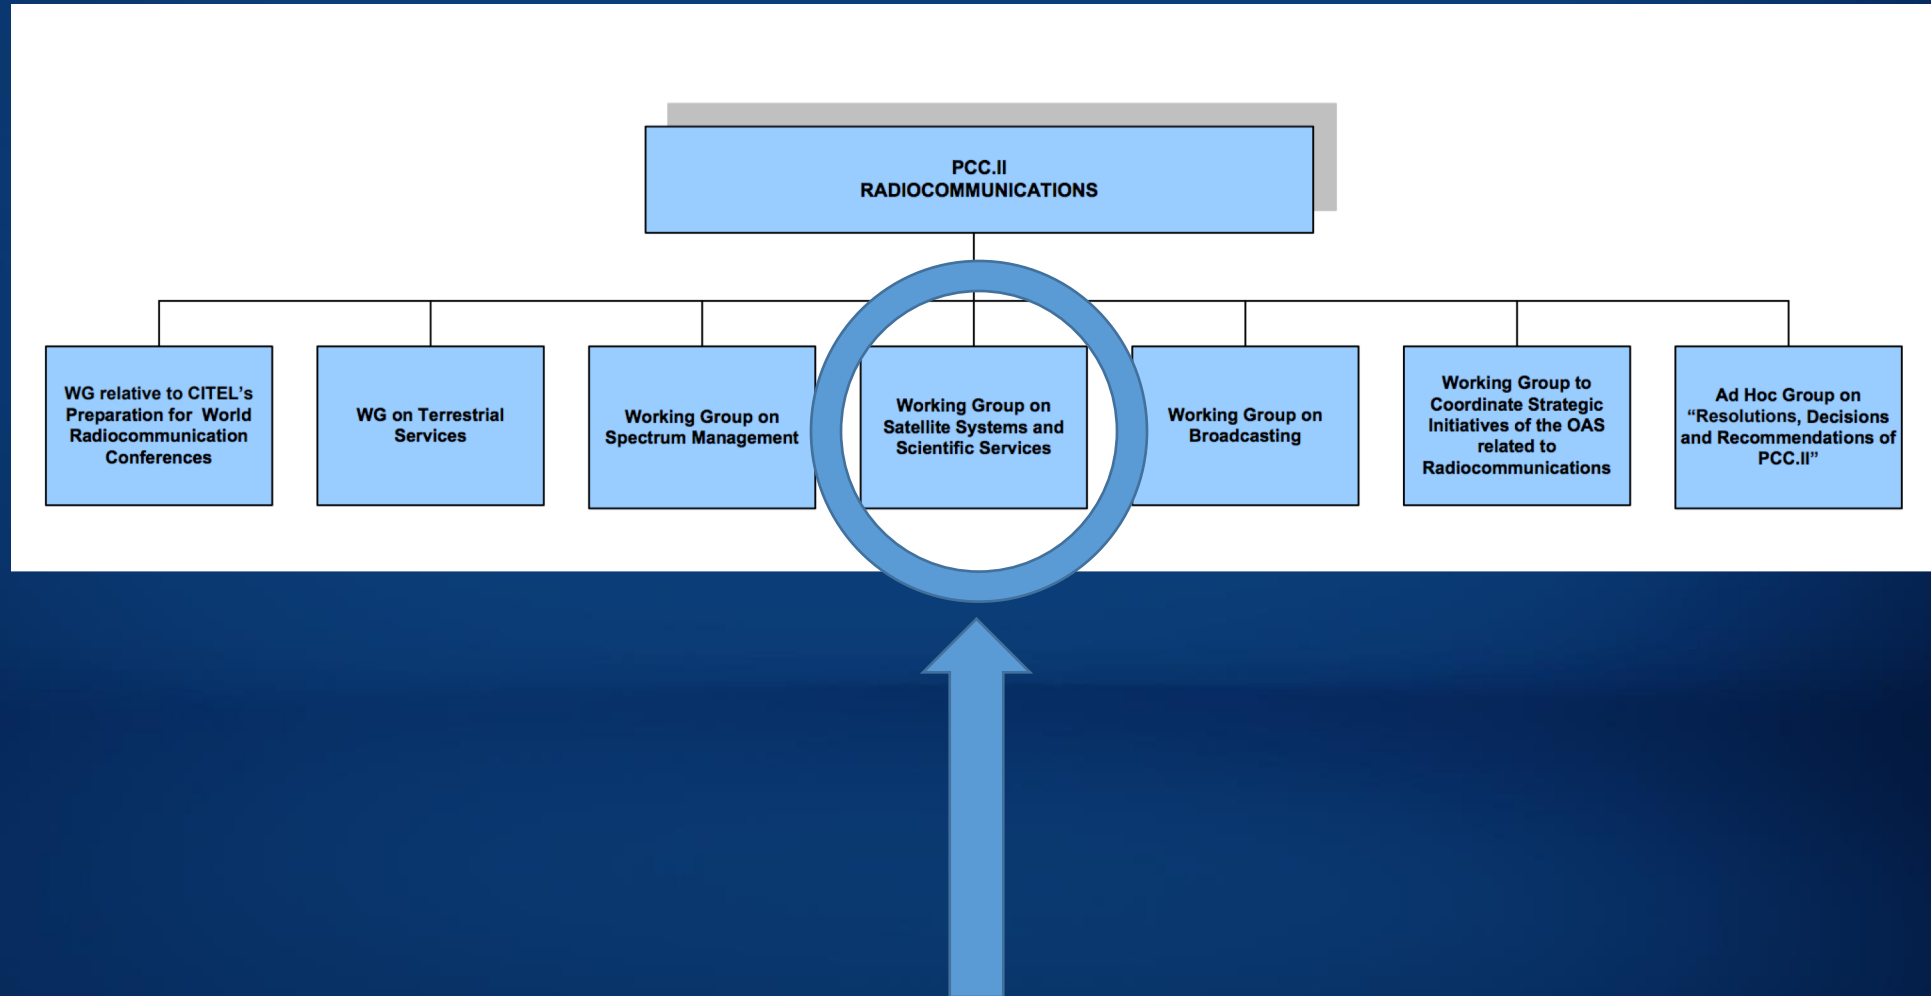 PCC.II
RADIOCOMMUNICATIONS
WG relative to CITEL’s
Preparation for World
Radiocommunication
Conferences
WG on Terrestrial
Services
Working Group on
Spectrum Management
Working Group on
Satellite Systems and
Scientific Services
Working Group on
Broadcasting
Working Group to
Coordinate Strategic
Initiatives of the OAS
related to
Radiocommunications
Ad Hoc Group on
“Resolutions, Decisions
and Recommendations of
PCC.II”